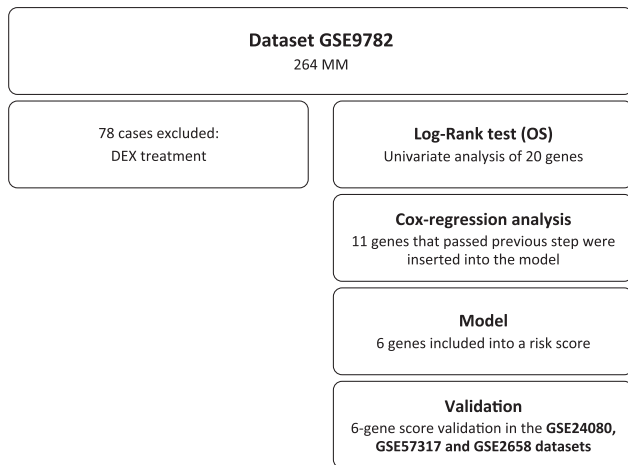 Dataset GSE9782
264 MM
78 cases excluded:
DEX treatment
Log-Rank test (OS)
Univariate analysis of 20 genes
Cox-regression analysis
11 genes that passed previous step were
inserted into the model
Model
6 genes included into a risk score
Validation
6-gene score validation in the GSE24080,
GSE57317 and GSE2658 datasets